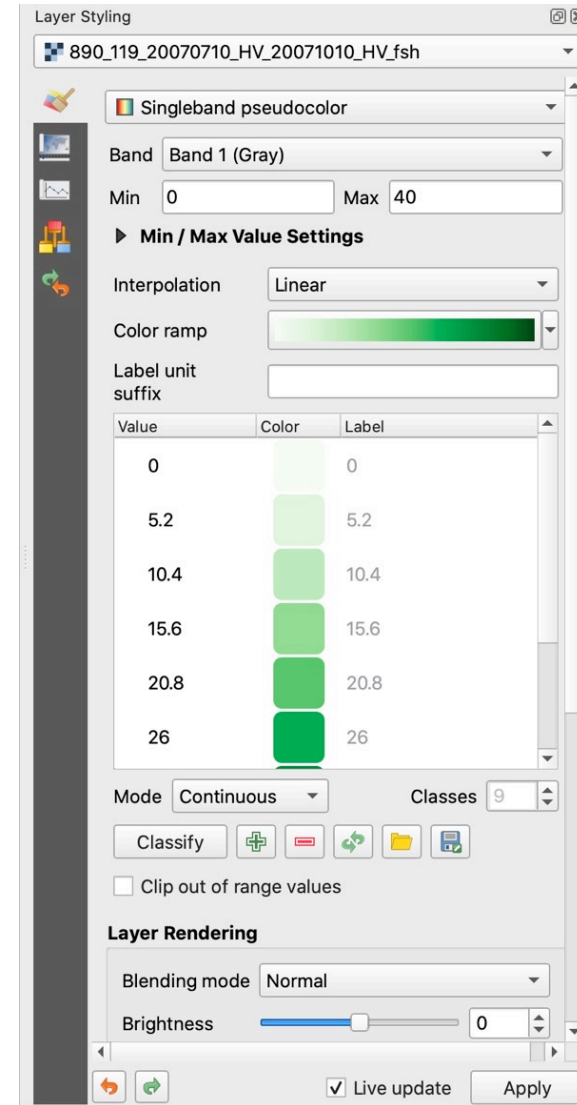 Layer Styling
890_119_20070710_HV_20071010_HV_fsh
Singleband pseudocolor
Band Band 1 (Gray)
Min 0 Max 40
Min / Max Value Settings
Interpolation Linear
Color ramp
Label unit
suffix
Value Color Label
0 0
5.2 5.2
10.4 10.4
15.6 15.6
20.8 20.8
26 26
Mode Continuous Classes 9
Classify
Clip out of range values
Layer Rendering
Blending mode Normal
Brightness 0
Live update Apply